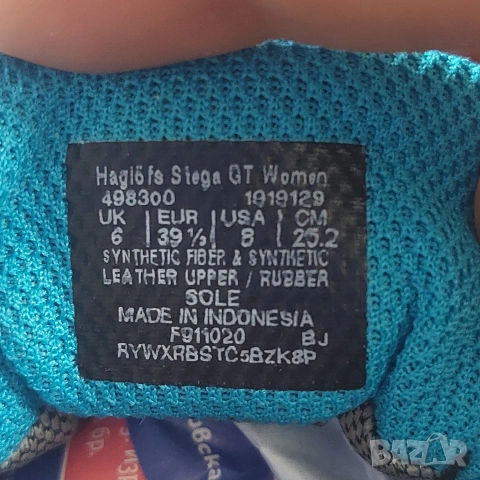 Haglöfs Stega GT Women
498300 1919129
UK | EUR | USA | CM
6 | 39 ½ | 8 | 25.2
SYNTHETIC FIBER & SYNTHETIC
LEATHER UPPER / RUBBER
SOLE
MADE IN INDONESIA
F911020 BJ
RYWXRBSTC5BZK8P
BAZAR